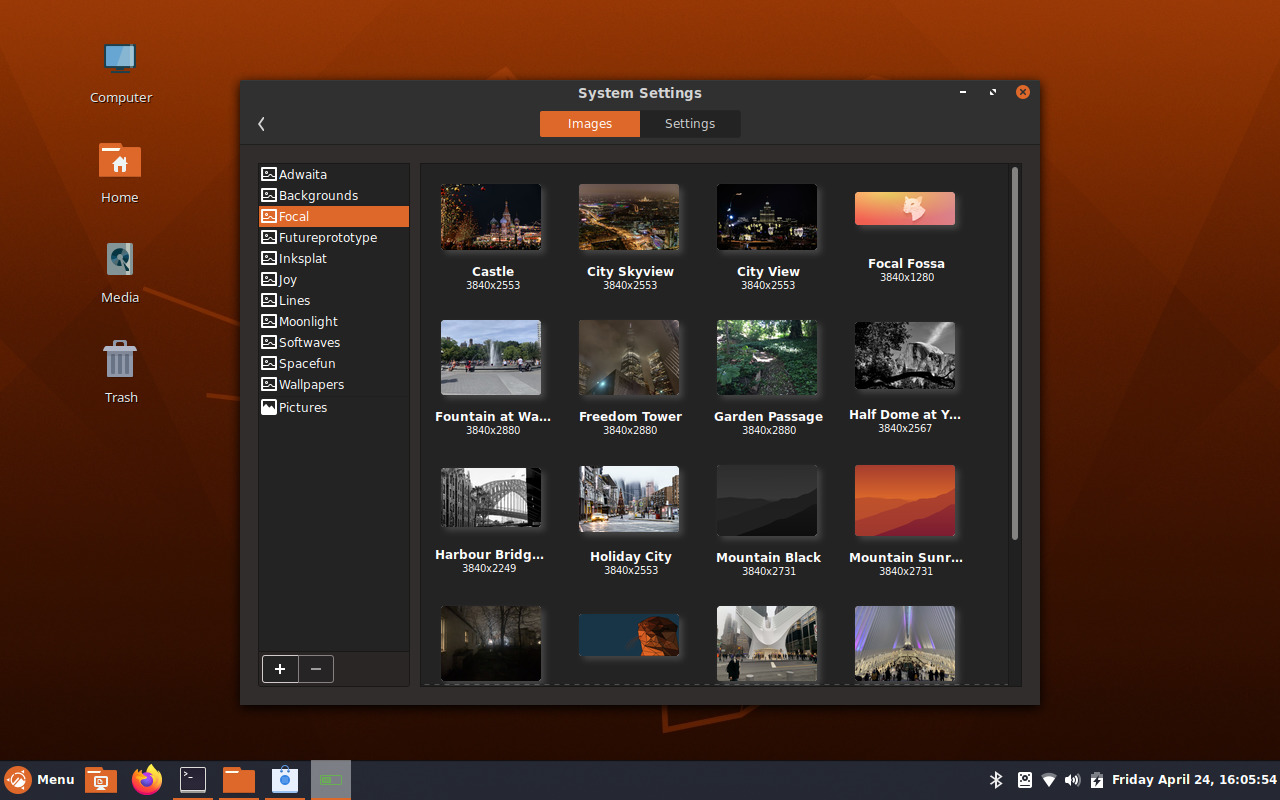 Computer
Home
Media
Trash
System Settings
Images
Settings
Adwaita
Backgrounds
Focal
Futureprototype
Inksplat
Joy
Lines
Moonlight
Softwaves
Spacefun
Wallpapers
Pictures
Castle
3840x2553
City Skyview
3840x2553
City View
3840x2553
Focal Fossa
3840x1280
Fountain at Wa...
3840x2880
Freedom Tower
3840x2880
Garden Passage
3840x2880
Half Dome at Y...
3840x2567
Harbour Bridg...
3840x2249
Holiday City
3840x2553
Mountain Black
3840x2731
Mountain Sunr...
3840x2731
Menu
Friday April 24, 16:05:54